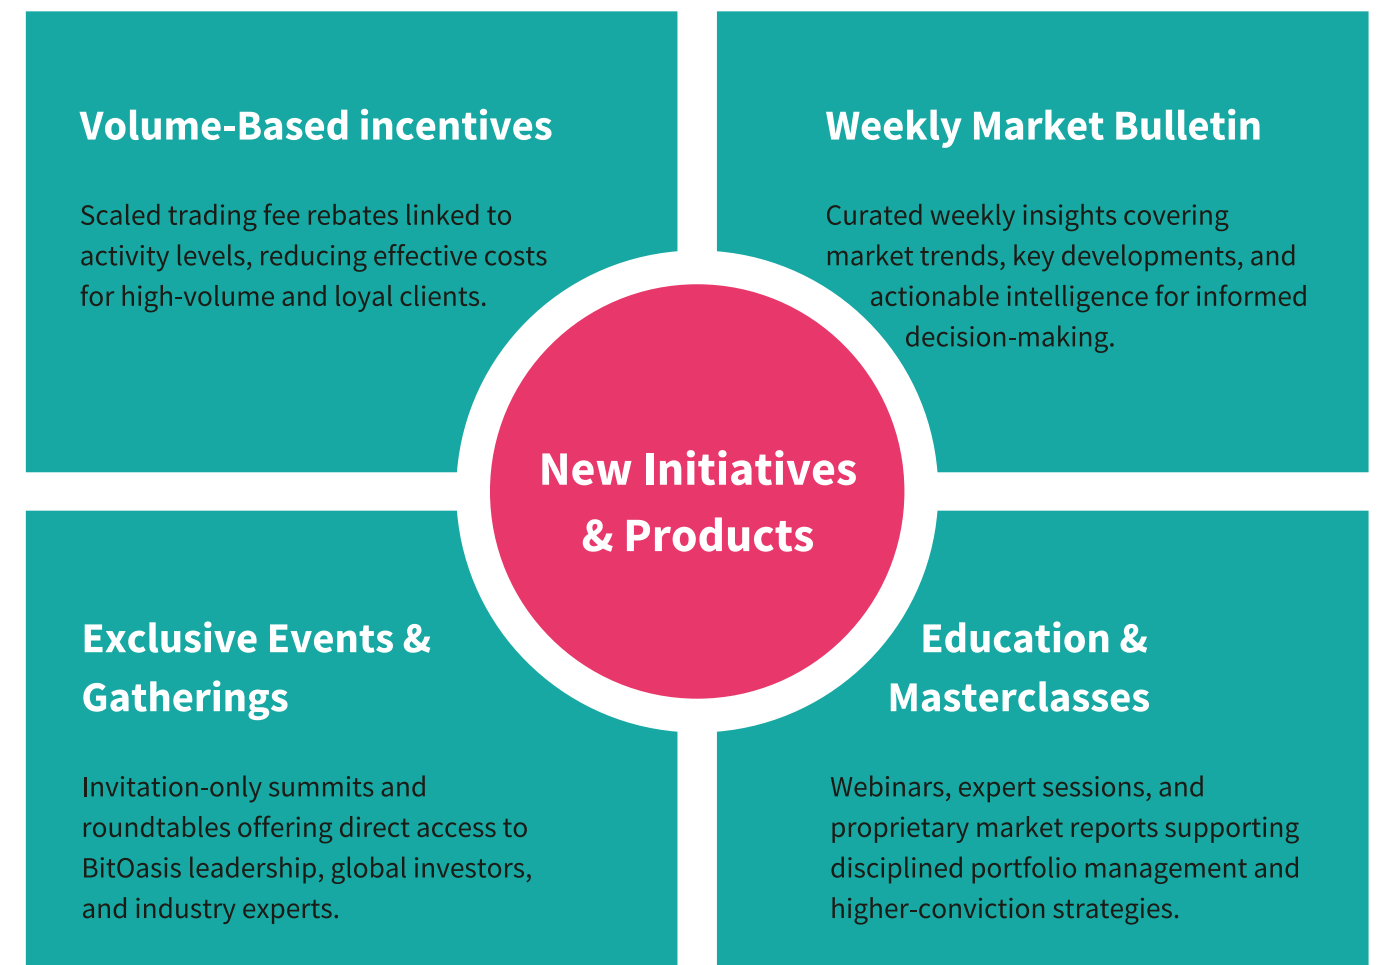 Volume-Based incentives
Scaled trading fee rebates linked to
activity levels, reducing effective costs
for high-volume and loyal clients.
Weekly Market Bulletin
Curated weekly insights covering
market trends, key developments, and
actionable intelligence for informed
decision-making.
New Initiatives
& Products
Exclusive Events &
Gatherings
Invitation-only summits and
roundtables offering direct access to
BitOasis leadership, global investors,
and industry experts.
Education &
Masterclasses
Webinars, expert sessions, and
proprietary market reports supporting
disciplined portfolio management and
higher-conviction strategies.